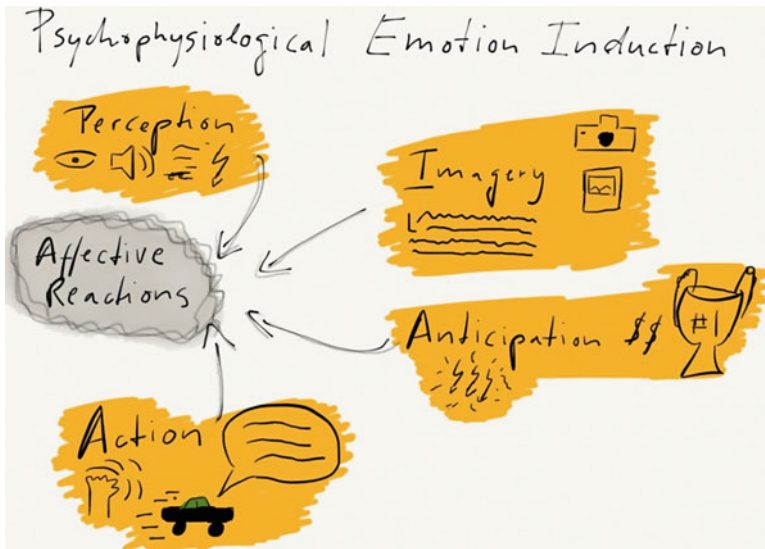 Psychophysiological Emotion Induction
Perception
Imagery
Affective
Reactions
Anticipation $$
#1
Action